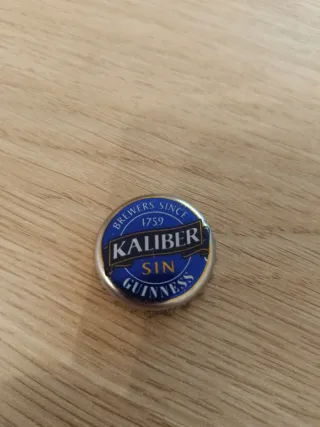 BREWERS SINCE
1759
KALIBER
SIN
GUINNESS